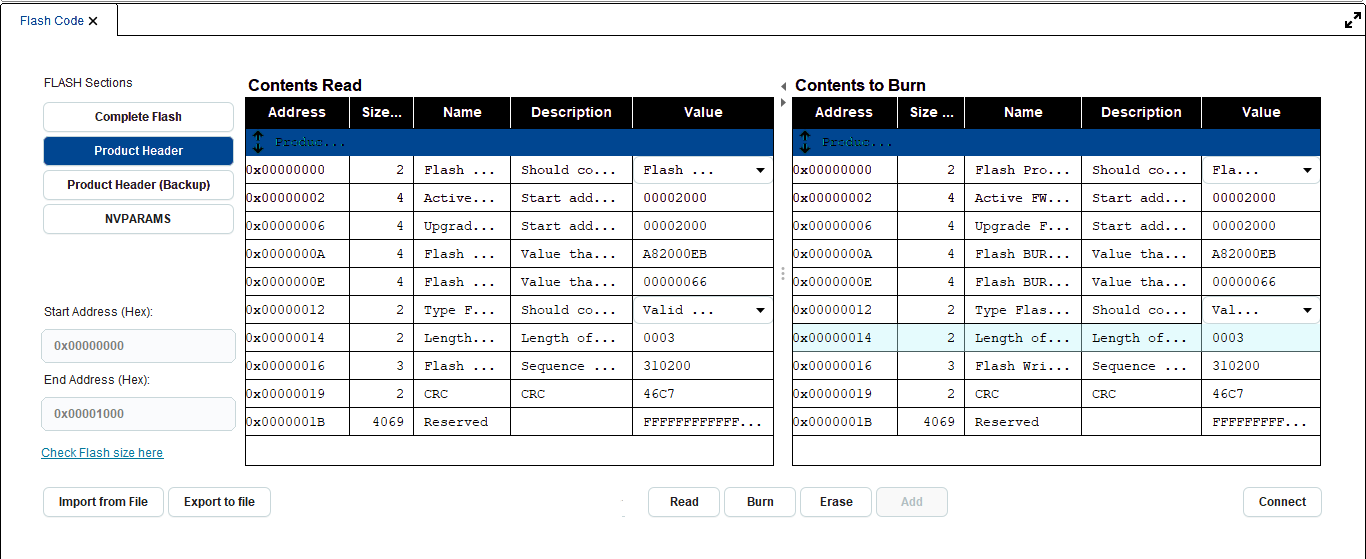 Flash Code
FLASH Sections
Complete Flash
Product Header
Product Header (Backup)
NVPARAMS
Start Address (Hex):
0x00000000
End Address (Hex):
0x00001000
Check Flash size here
Contents Read
Address Size... Name Description Value
Produc...
0x00000000 2 Flash ... Should co... Flash ...
0x00000002 4 Active... Start add... 00002000
0x00000006 4 Upgrad... Start add... 00002000
0x0000000A 4 Flash ... Value tha... A82000EB
0x0000000E 4 Flash ... Value tha... 00000066
0x00000012 2 Type F... Should co... Valid ...
0x00000014 2 Length... Length of... 0003
0x00000016 3 Flash ... Sequence ... 310200
0x00000019 2 CRC CRC 46C7
0x0000001B 4069 Reserved FFFFFFFFFFFF...
Contents to Burn
Address Size ... Name Description Value
Produc...
0x00000000 2 Flash Pro... Should co... Fla...
0x00000002 4 Active FW... Start add... 00002000
0x00000006 4 Upgrade F... Start add... 00002000
0x0000000A 4 Flash BUR... Value tha... A82000EB
0x0000000E 4 Flash BUR... Value tha... 00000066
0x00000012 2 Type Flas... Should co... Val...
0x00000014 2 Length of... Length of... 0003
0x00000016 3 Flash Wri... Sequence ... 310200
0x00000019 2 CRC CRC 46C7
0x0000001B 4069 Reserved FFFFFFFFF...
Import from File Export to file Read Burn Erase Add Connect